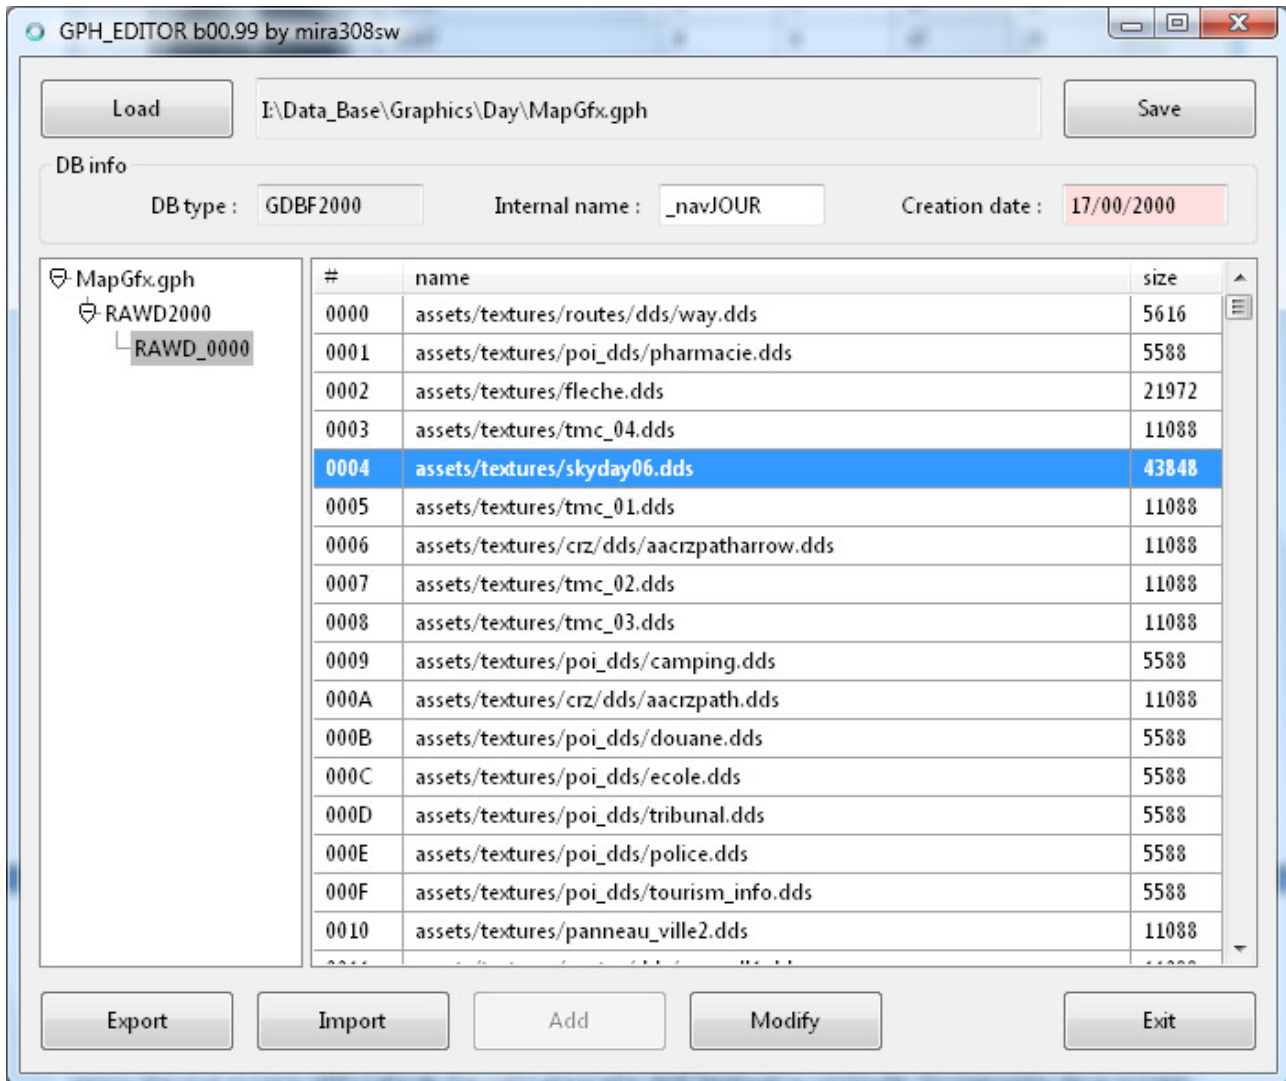 GPH_EDITOR b00.99 by mira308sw
Load I:\Data_Base\Graphics\Day\MapGfx.gph Save
DB info
DB type : GDBF2000 Internal name : _navJOUR Creation date : 17/00/2000
MapGfx.gph
RAWD2000
RAWD_0000
# name size
0000 assets/textures/routes/dds/way.dds 5616
0001 assets/textures/poi_dds/pharmacie.dds 5588
0002 assets/textures/fleche.dds 21972
0003 assets/textures/tmc_04.dds 11088
0004 assets/textures/skyday06.dds 43848
0005 assets/textures/tmc_01.dds 11088
0006 assets/textures/crz/dds/aacrzpatharrow.dds 11088
0007 assets/textures/tmc_02.dds 11088
0008 assets/textures/tmc_03.dds 11088
0009 assets/textures/poi_dds/camping.dds 5588
000A assets/textures/crz/dds/aacrzpath.dds 11088
000B assets/textures/poi_dds/douane.dds 5588
000C assets/textures/poi_dds/ecole.dds 5588
000D assets/textures/poi_dds/tribunal.dds 5588
000E assets/textures/poi_dds/police.dds 5588
000F assets/textures/poi_dds/tourism_info.dds 5588
0010 assets/textures/panneau_ville2.dds 11088
Export Import Add Modify Exit